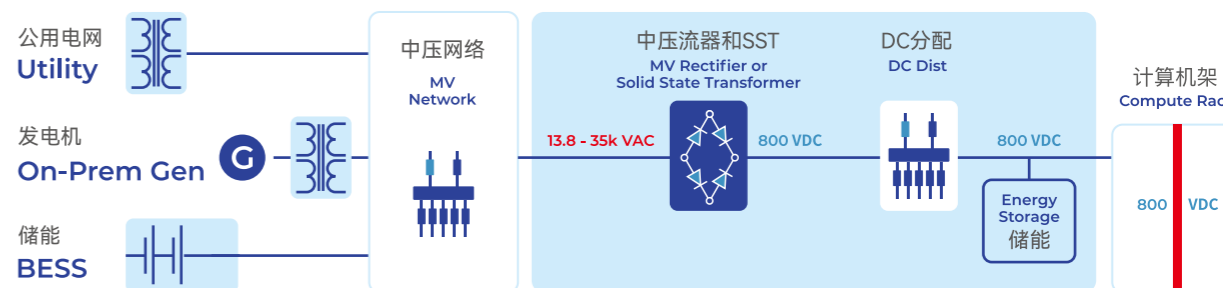 公用电网
Utility
发电机
On-Prem Gen
G
储能
BESS
中压网络
MV
Network
13.8 - 35k VAC
中压流器和SST
MV Rectifier or
Solid State Transformer
800 VDC
DC分配
DC Dist
800 VDC
Energy
Storage
储能
计算机架
Compute Rac
800 VDC